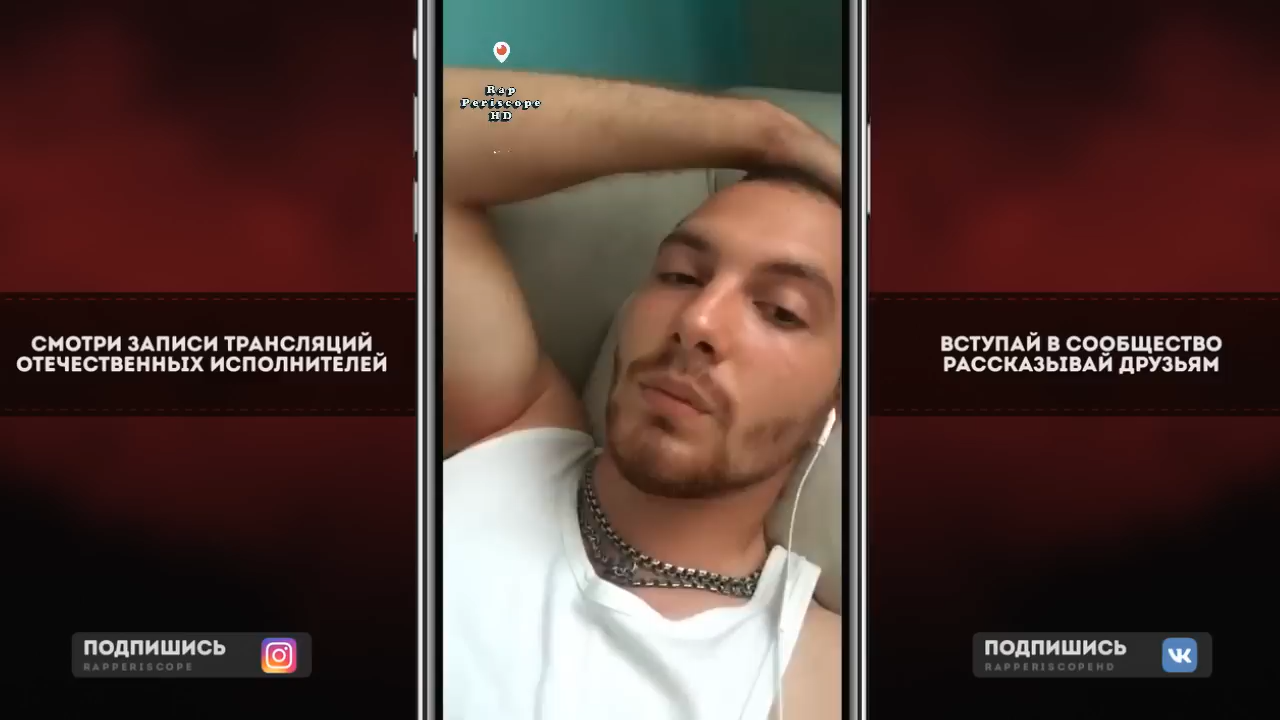 Rap
Periscope
HD
СМОТРИ ЗАПИСИ ТРАНСЛЯЦИЙ
ОТЕЧЕСТВЕННЫХ ИСПОЛНИТЕЛЕЙ
ВСТУПАЙ В СООБЩЕСТВО
РАССКАЗЫВАЙ ДРУЗЬЯМ
ПОДПИШИСЬ
RAPPERISCOPE
ПОДПИШИСЬ
RAPPERISCOPEHD